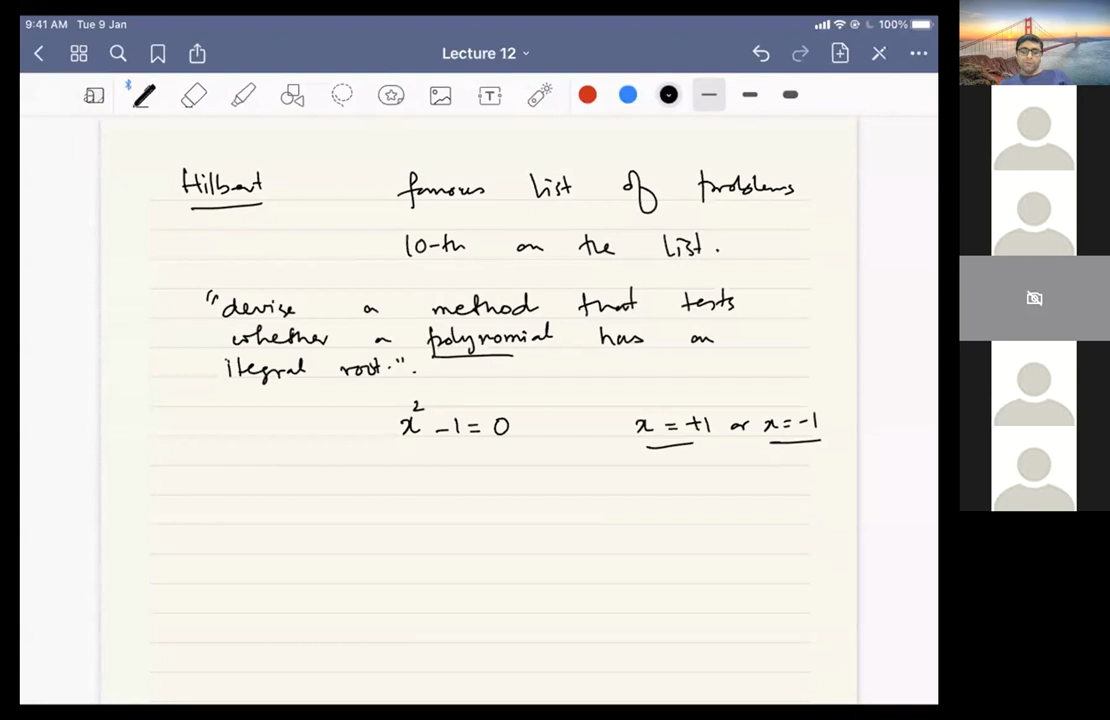 9:41 AM Tue 9 Jan 100%
Lecture 12
T
Hilbert famous list of problems
10-th on the list.
"devise a method that tests
whether a polynomial has an
itegral root.".
x² - 1 = 0 x = +1 or x = -1